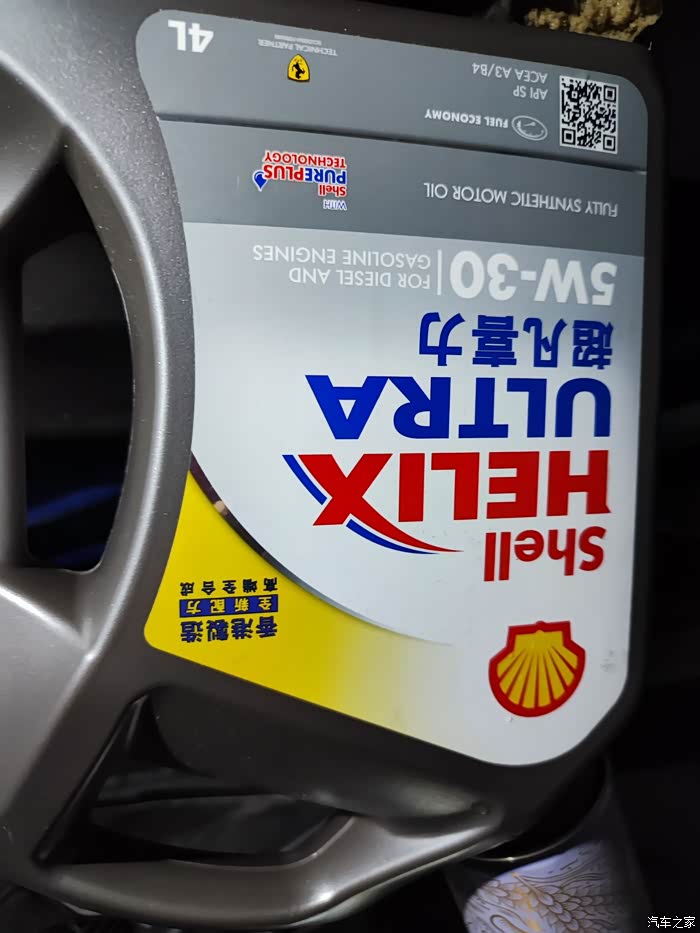 香港製造
全新配方
高端全合成
Shell
HELIX
ULTRA
超凡喜力
5W-30
FOR DIESEL AND
GASOLINE ENGINES
FULLY SYNTHETIC MOTOR OIL
WITH
Shell
PUREPLUS
TECHNOLOGY
FUEL ECONOMY
API SP
ACEA A3/B4
TECHNICAL PARTNER
4L
汽车之家